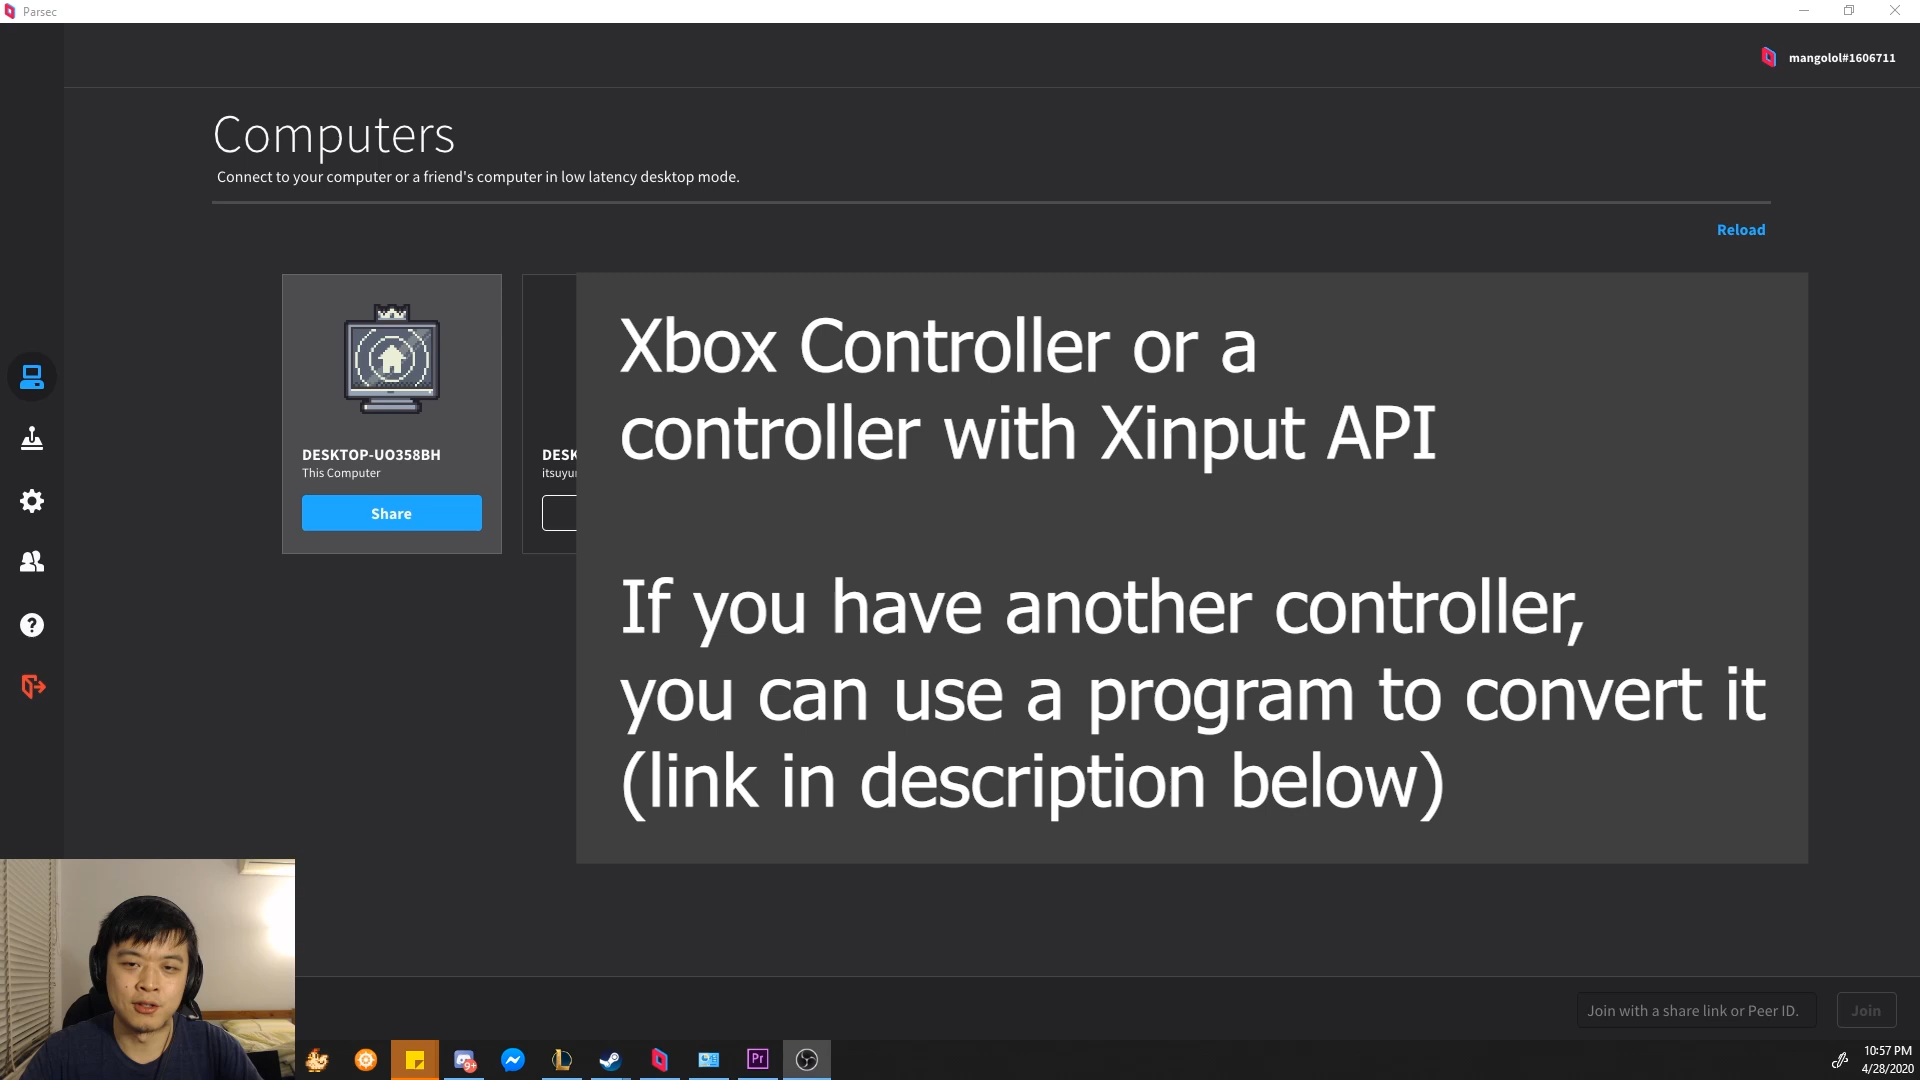 Parsec
mangolol#1606711
Computers
Connect to your computer or a friend's computer in low latency desktop mode.
Reload
DESKTOP-UO358BH
This Computer
Share
DESK
itsuyu
Xbox Controller or a
controller with Xinput API
If you have another controller,
you can use a program to convert it
(link in description below)
Join with a share link or Peer ID.
Join
9+
Pr
10:57 PM
4/28/2020